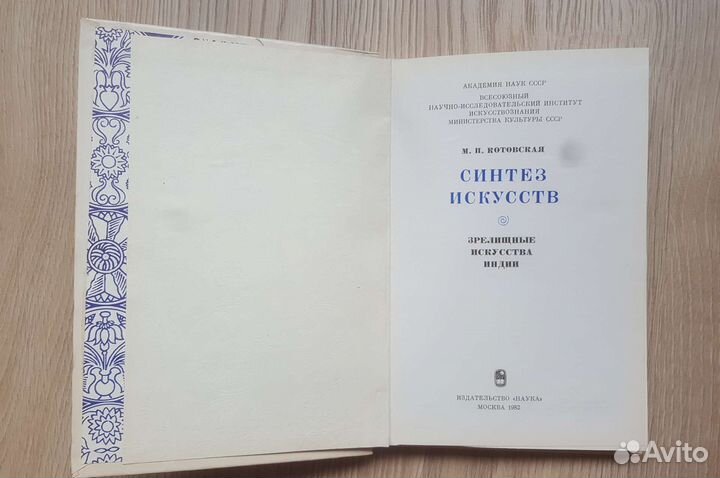 АКАДЕМИЯ НАУК СССР
ВСЕСОЮЗНЫЙ
НАУЧНО-ИССЛЕДОВАТЕЛЬСКИЙ ИНСТИТУТ
ИСКУССТВОЗНАНИЯ
МИНИСТЕРСТВА КУЛЬТУРЫ СССР
М. П. КОТОВСКАЯ
СИНТЕЗ
ИСКУССТВ
ЗРЕЛИЩНЫЕ
ИСКУССТВА
ИНДИИ
ИЗДАТЕЛЬСТВО «НАУКА»
МОСКВА 1982
Avito